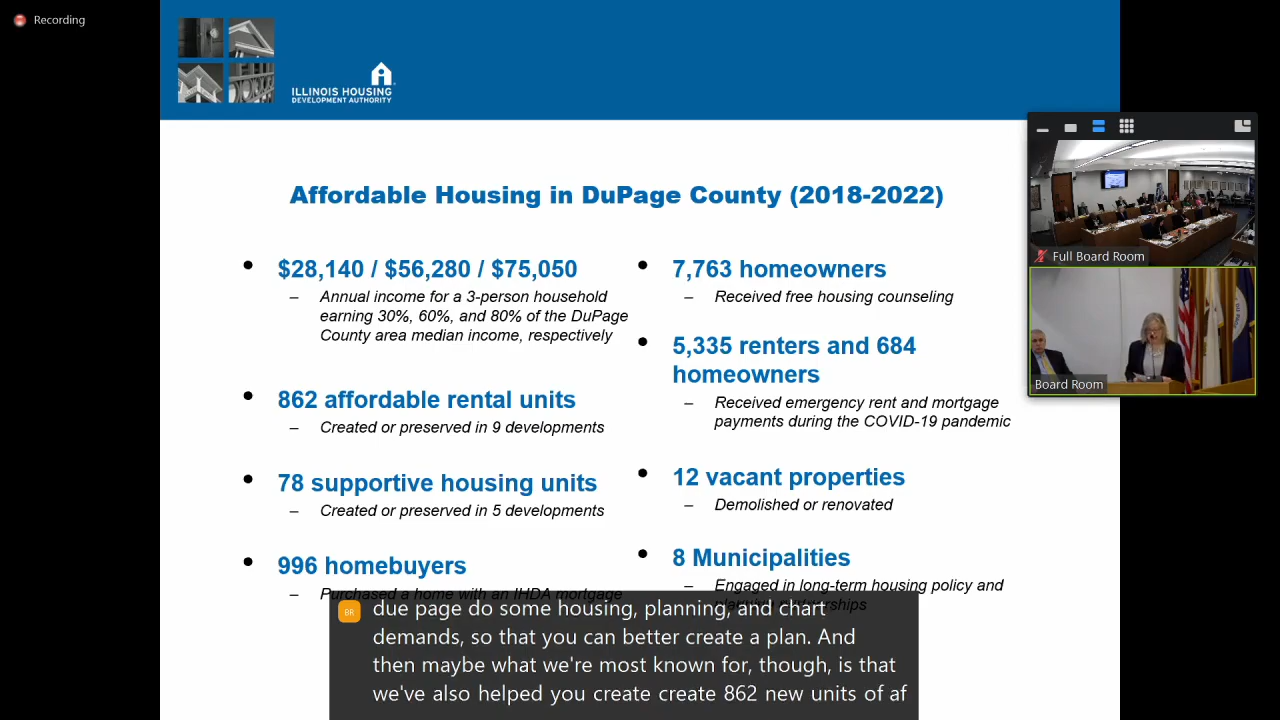 Recording
ILLINOIS HOUSING
DEVELOPMENT AUTHORITY
Affordable Housing in DuPage County (2018-2022)
• $28,140 / $56,280 / $75,050
– Annual income for a 3-person household
earning 30%, 60%, and 80% of the DuPage
County area median income, respectively
• 862 affordable rental units
– Created or preserved in 9 developments
• 78 supportive housing units
– Created or preserved in 5 developments
• 996 homebuyers
– Purchased a home with an IHDA mortgage
• 7,763 homeowners
– Received free housing counseling
• 5,335 renters and 684
homeowners
– Received emergency rent and mortgage
payments during the COVID-19 pandemic
• 12 vacant properties
– Demolished or renovated
• 8 Municipalities
– Engaged in long-term housing policy and
Full Board Room
Board Room
BR
due page do some housing, planning, and chart
demands, so that you can better create a plan. And
then maybe what we're most known for, though, is that
we've also helped you create create 862 new units of af